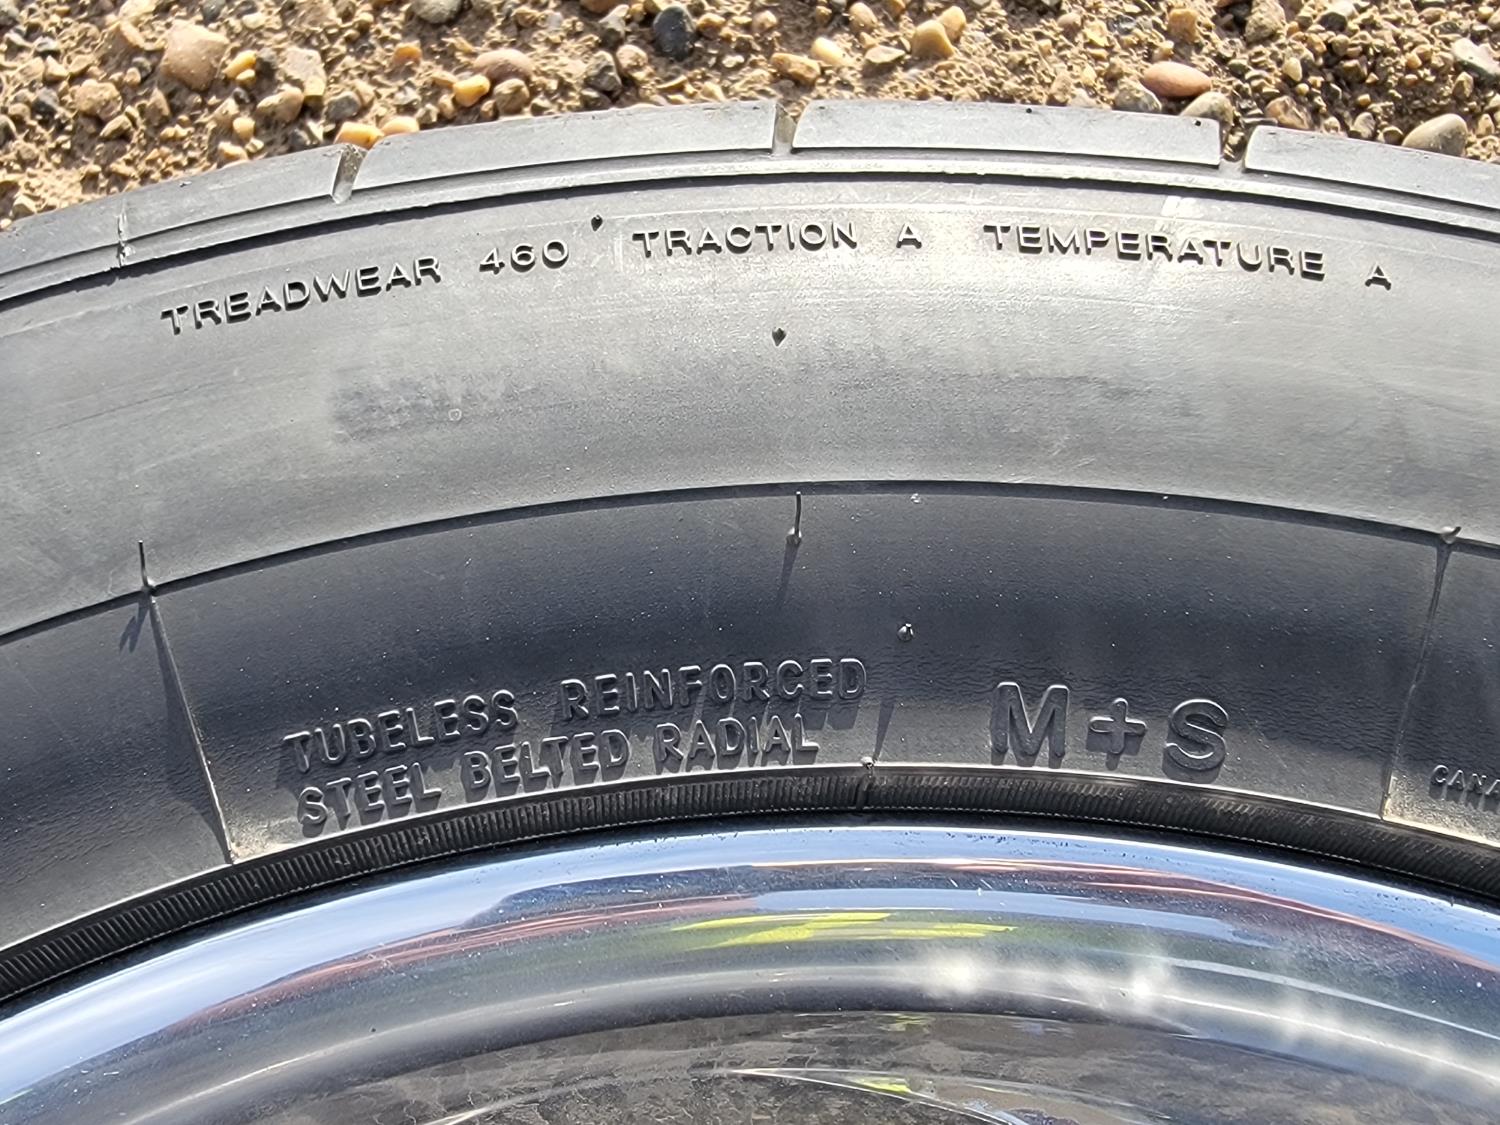 TREADWEAR 460 TRACTION A TEMPERATURE A
TUBELESS REINFORCED
STEEL BELTED RADIAL
M+S